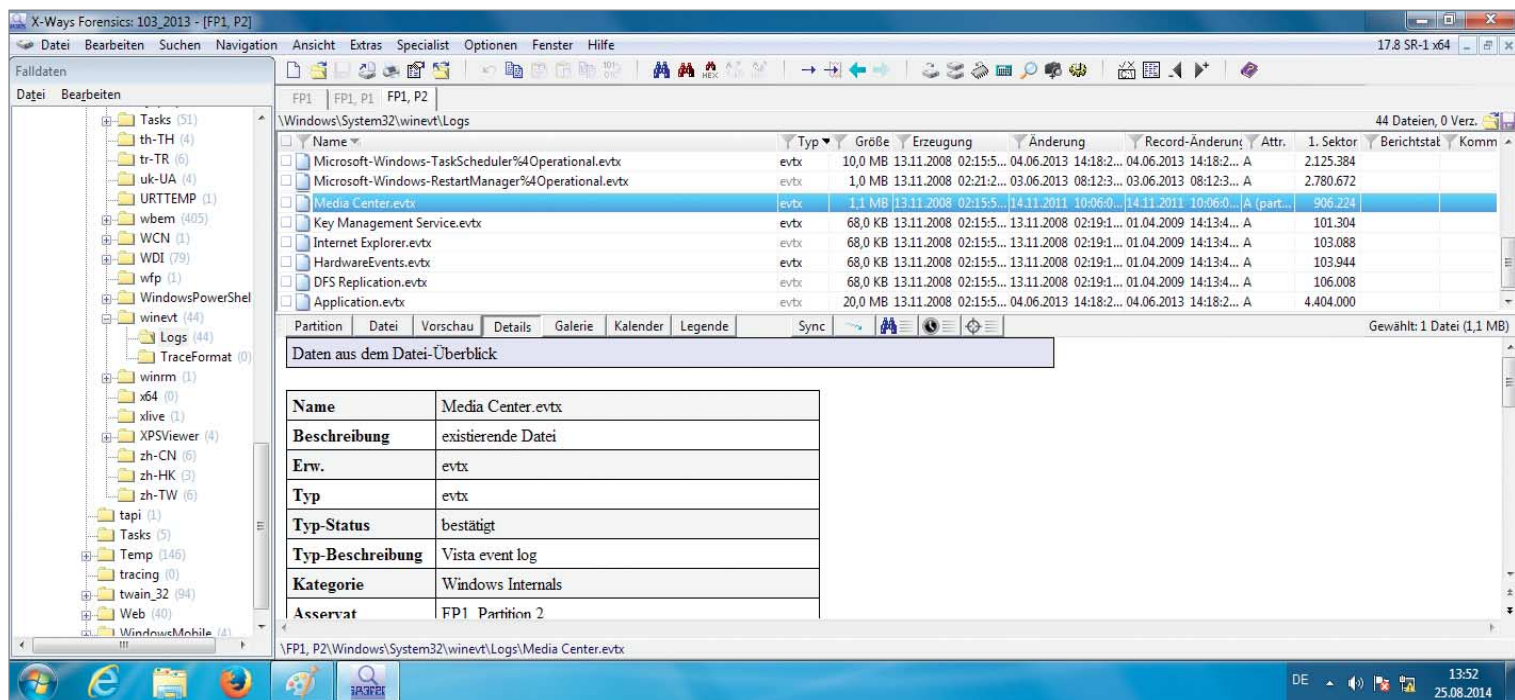 X-Ways Forensics: 103_2013 - [FP1, P2]
Datei Bearbeiten Suchen Navigation Ansicht Extras Specialist Optionen Fenster Hilfe 17.8 SR-1 x64
Falldaten
Datei Bearbeiten
Tasks (51)
th-TH (4)
tr-TR (6)
uk-UA (4)
URTTEMP (1)
wbem (405)
WCN (1)
WDI (79)
wfp (1)
WindowsPowerShel
winevt (44)
Logs (44)
TraceFormat (0)
winrm (1)
x64 (0)
xlive (1)
XPSViewer (4)
zh-CN (6)
zh-HK (3)
zh-TW (6)
tapi (1)
Tasks (5)
Temp (146)
tracing (0)
twain_32 (94)
Web (40)
WindowsMobile (4)
FP1 FP1, P1 FP1, P2
\Windows\System32\winevt\Logs 44 Dateien, 0 Verz.
Name Typ Größe Erzeugung Änderung Record-Änderung Attr. 1. Sektor Berichtstab Komm
Microsoft-Windows-TaskScheduler%4Operational.evtx evtx 10,0 MB 13.11.2008 02:15:5... 04.06.2013 14:18:2... 04.06.2013 14:18:2... A 2.125.384
Microsoft-Windows-RestartManager%4Operational.evtx evtx 1,0 MB 13.11.2008 02:21:2... 03.06.2013 08:12:3... 03.06.2013 08:12:3... A 2.780.672
Media Center.evtx evtx 1,1 MB 13.11.2008 02:15:5... 14.11.2011 10:06:0... 14.11.2011 10:06:0... A (part... 906.224
Key Management Service.evtx evtx 68,0 KB 13.11.2008 02:15:5... 13.11.2008 02:19:1... 01.04.2009 14:13:4... A 101.304
Internet Explorer.evtx evtx 68,0 KB 13.11.2008 02:15:5... 13.11.2008 02:19:1... 01.04.2009 14:13:4... A 103.088
HardwareEvents.evtx evtx 68,0 KB 13.11.2008 02:15:5... 13.11.2008 02:19:1... 01.04.2009 14:13:4... A 103.944
DFS Replication.evtx evtx 68,0 KB 13.11.2008 02:15:5... 13.11.2008 02:19:1... 01.04.2009 14:13:4... A 106.008
Application.evtx evtx 20,0 MB 13.11.2008 02:15:5... 04.06.2013 14:18:2... 04.06.2013 14:18:2... A 4.404.000
Partition Datei Vorschau Details Galerie Kalender Legende Sync Gewählt: 1 Datei (1,1 MB)
Daten aus dem Datei-Überblick
Name Media Center.evtx
Beschreibung existierende Datei
Erw. evtx
Typ evtx
Typ-Status bestätigt
Typ-Beschreibung Vista event log
Kategorie Windows Internals
Asservat FP1, Partition 2
\FP1, P2\Windows\System32\winevt\Logs\Media Center.evtx
DE 13:52
25.08.2014